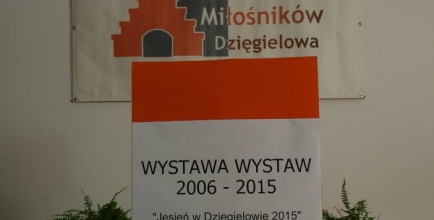 Miłośników
Dzięgielowa
WYSTAWA WYSTAW
2006 - 2015
"Jesień w Dzięgielowie 2015"